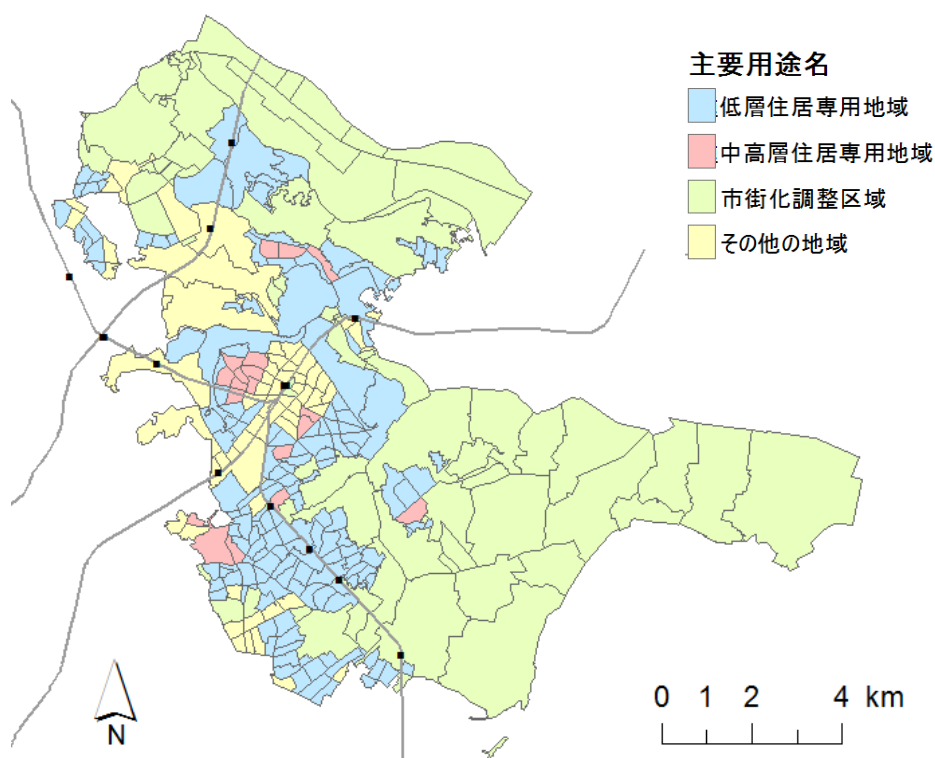 主要用途名
低層住居専用地域
中高層住居専用地域
市街化調整区域
その他の地域
N
0 1 2 4 km